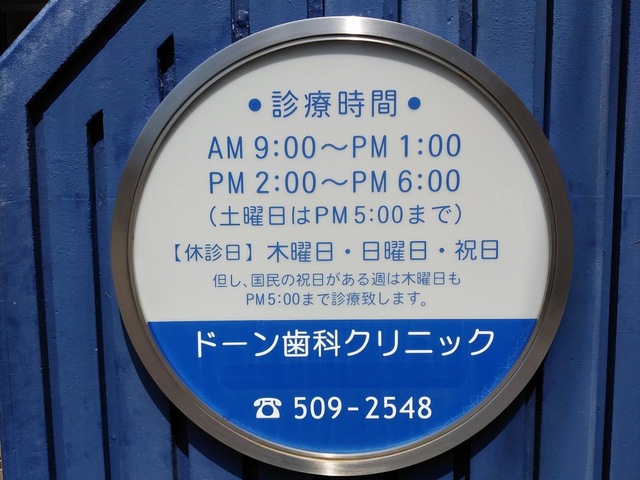 ●診療時間●
AM 9:00～PM 1:00
PM 2:00～PM 6:00
（土曜日はPM5:00まで）
【休診日】木曜日・日曜日・祝日
但し、国民の祝日がある週は木曜日も
PM5:00まで診療致します。
ドーン歯科クリニック
☎ 509-2548